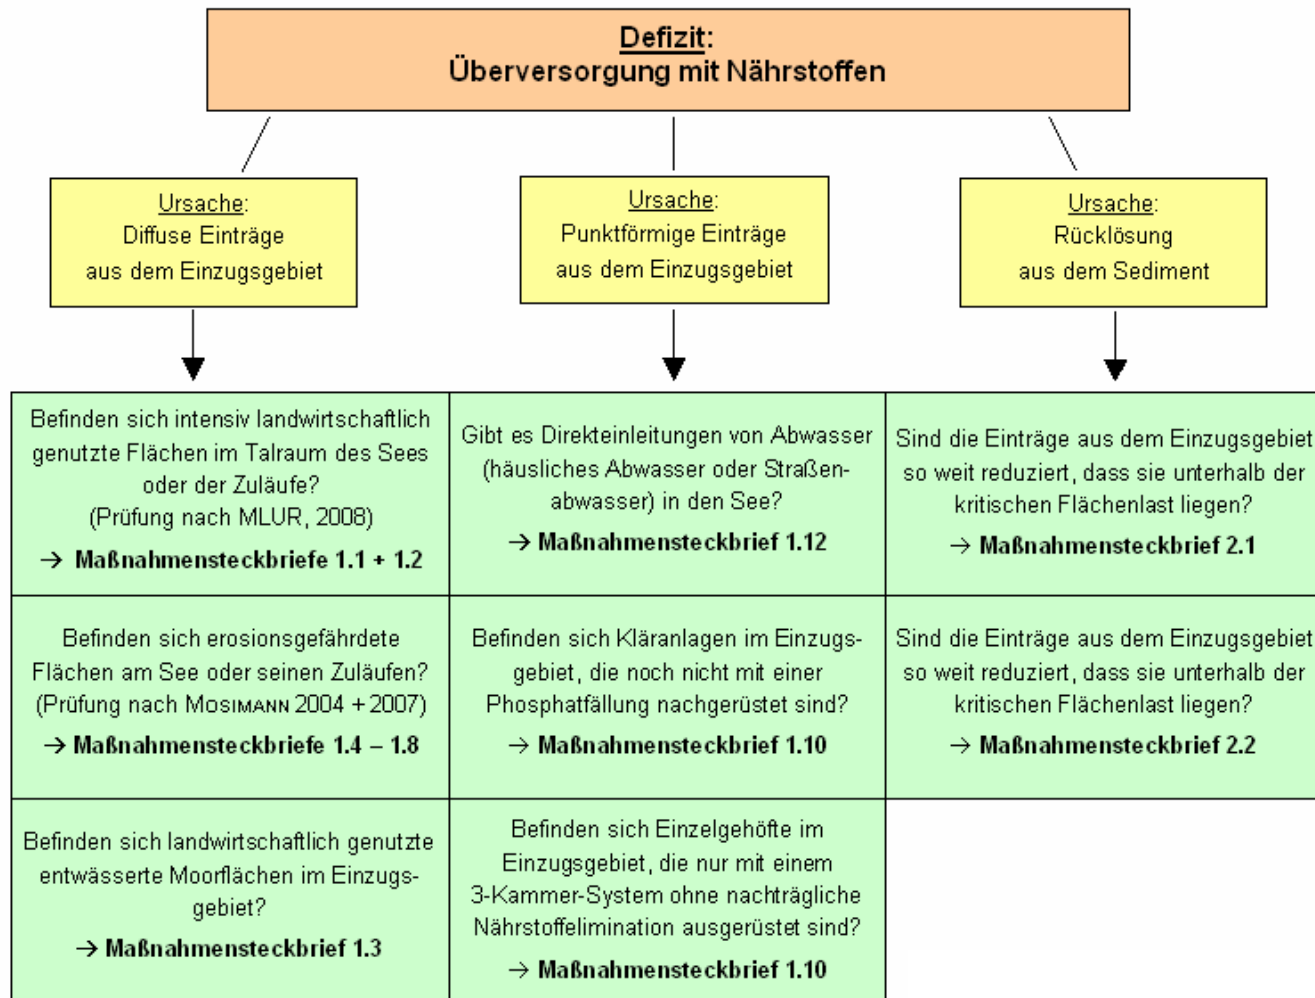 Defizit:
Überversorgung mit Nährstoffen
Ursache:
Diffuse Einträge
aus dem Einzugsgebiet
Ursache:
Punktförmige Einträge
aus dem Einzugsgebiet
Ursache:
Rücklösung
aus dem Sediment
Befinden sich intensiv landwirtschaftlich
genutzte Flächen im Talraum des Sees
oder der Zuläufe?
(Prüfung nach MLUR, 2008)
→ Maßnahmensteckbriefe 1.1 + 1.2
Gibt es Direkteinleitungen von Abwasser
(häusliches Abwasser oder Straßen-
abwasser) in den See?
→ Maßnahmensteckbrief 1.12
Sind die Einträge aus dem Einzugsgebiet
so weit reduziert, dass sie unterhalb der
kritischen Flächenlast liegen?
→ Maßnahmensteckbrief 2.1
Befinden sich erosionsgefährdete
Flächen am See oder seinen Zuläufen?
(Prüfung nach MOSIMANN 2004 + 2007)
→ Maßnahmensteckbriefe 1.4 – 1.8
Befinden sich Kläranlagen im Einzugs-
gebiet, die noch nicht mit einer
Phosphatfällung nachgerüstet sind?
→ Maßnahmensteckbrief 1.10
Sind die Einträge aus dem Einzugsgebiet
so weit reduziert, dass sie unterhalb der
kritischen Flächenlast liegen?
→ Maßnahmensteckbrief 2.2
Befinden sich landwirtschaftlich genutzte
entwässerte Moorflächen im Einzugs-
gebiet?
→ Maßnahmensteckbrief 1.3
Befinden sich Einzelgehöfte im
Einzugsgebiet, die nur mit einem
3-Kammer-System ohne nachträgliche
Nährstoffelimination ausgerüstet sind?
→ Maßnahmensteckbrief 1.10